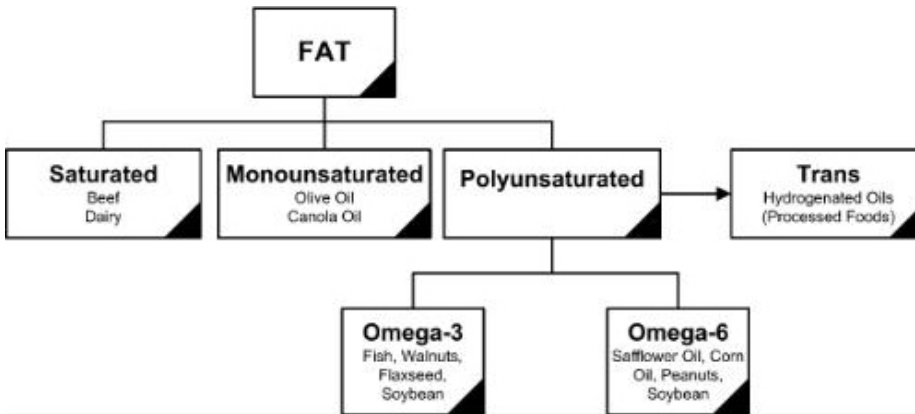 FAT
Saturated
Beef
Dairy
Monounsaturated
Olive Oil
Canola Oil
Polyunsaturated
Trans
Hydrogenated Oils
(Processed Foods)
Omega-3
Fish, Walnuts,
Flaxseed,
Soybean
Omega-6
Safflower Oil, Corn
Oil, Peanuts,
Soybean